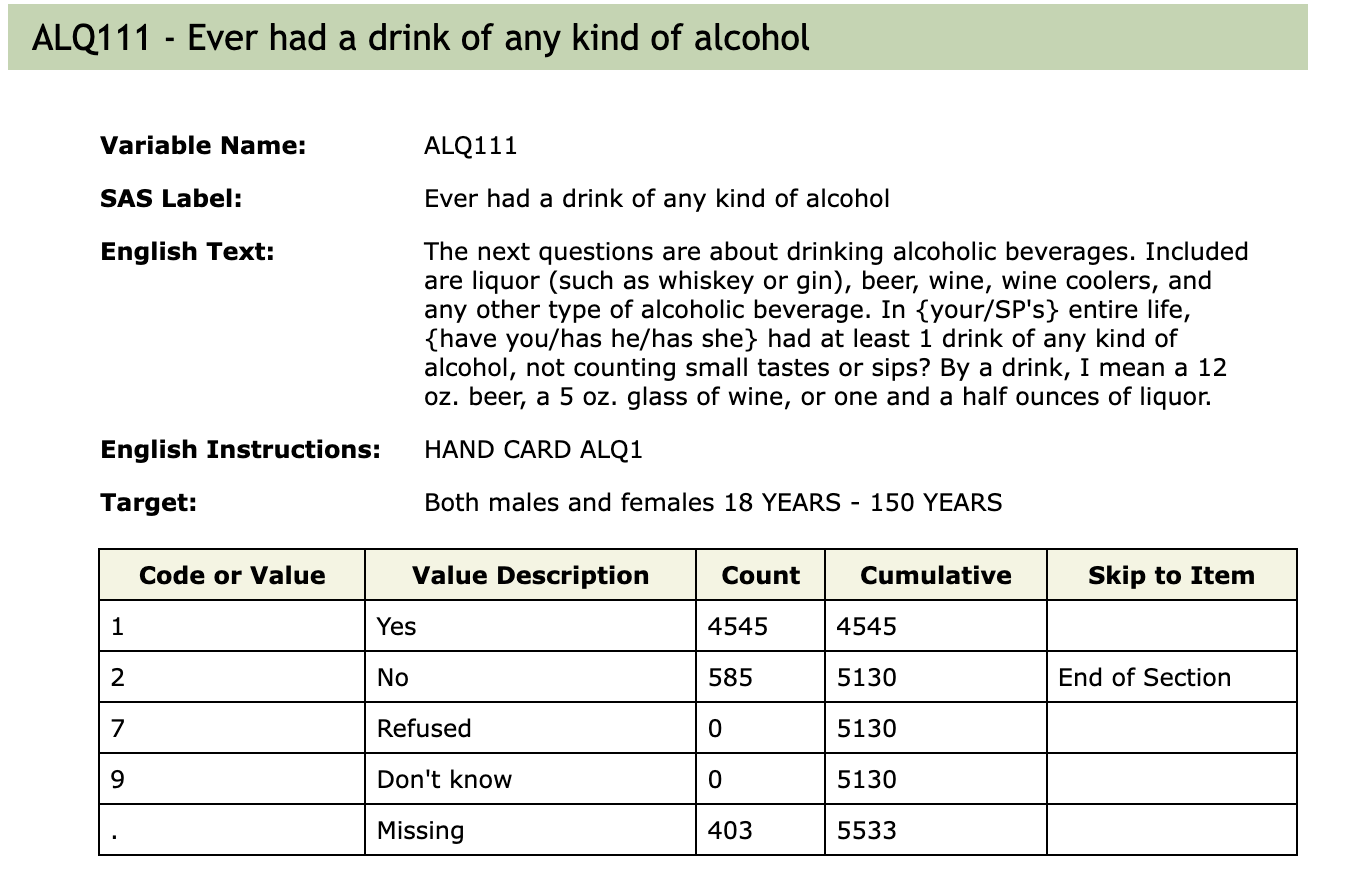 ALQ111 - Ever had a drink of any kind of alcohol
Variable Name: ALQ111
SAS Label: Ever had a drink of any kind of alcohol
English Text: The next questions are about drinking alcoholic beverages. Included
are liquor (such as whiskey or gin), beer, wine, wine coolers, and
any other type of alcoholic beverage. In {your/SP's} entire life,
{have you/has he/has she} had at least 1 drink of any kind of
alcohol, not counting small tastes or sips? By a drink, I mean a 12
oz. beer, a 5 oz. glass of wine, or one and a half ounces of liquor.
English Instructions: HAND CARD ALQ1
Target: Both males and females 18 YEARS - 150 YEARS
Code or Value Value Description Count Cumulative Skip to Item
1 Yes 4545 4545
2 No 585 5130 End of Section
7 Refused 0 5130
9 Don't know 0 5130
. Missing 403 5533